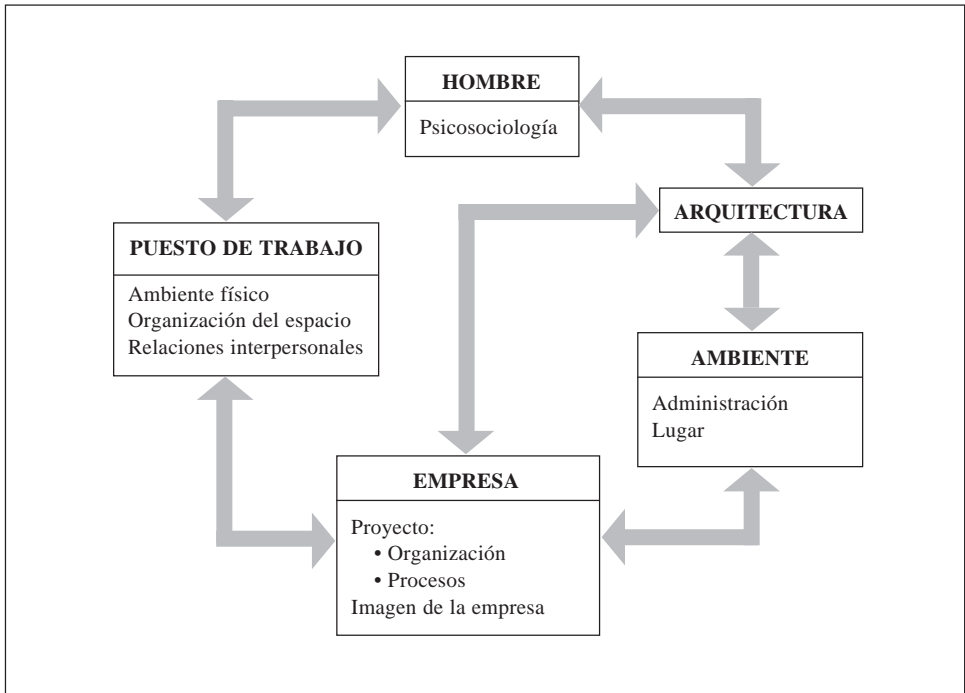 HOMBRE
Psicosociología
ARQUITECTURA
PUESTO DE TRABAJO
Ambiente físico
Organización del espacio
Relaciones interpersonales
AMBIENTE
Administración
Lugar
EMPRESA
Proyecto:
• Organización
• Procesos
Imagen de la empresa